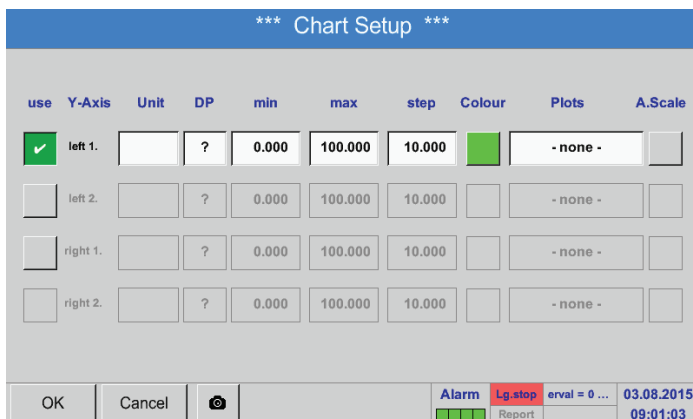 *** Chart Setup ***
use Y-Axis Unit DP min max step Colour Plots A.Scale
left 1. ? 0.000 100.000 10.000 - none -
left 2. ? 0.000 100.000 10.000 - none -
right 1. ? 0.000 100.000 10.000 - none -
right 2. ? 0.000 100.000 10.000 - none -
OK Cancel Alarm Lg.stop erval = 0 ... 03.08.2015
Report 09:01:03